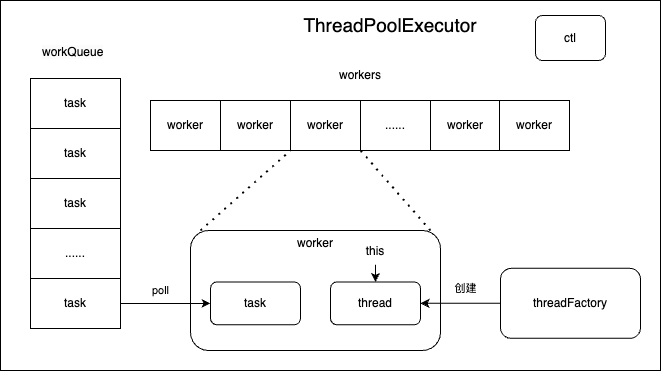 ThreadPoolExecutor
ctl
workQueue
workers
task
task
task
......
task
worker
worker
worker
......
worker
worker
worker
this
poll
task
thread
创建
threadFactory